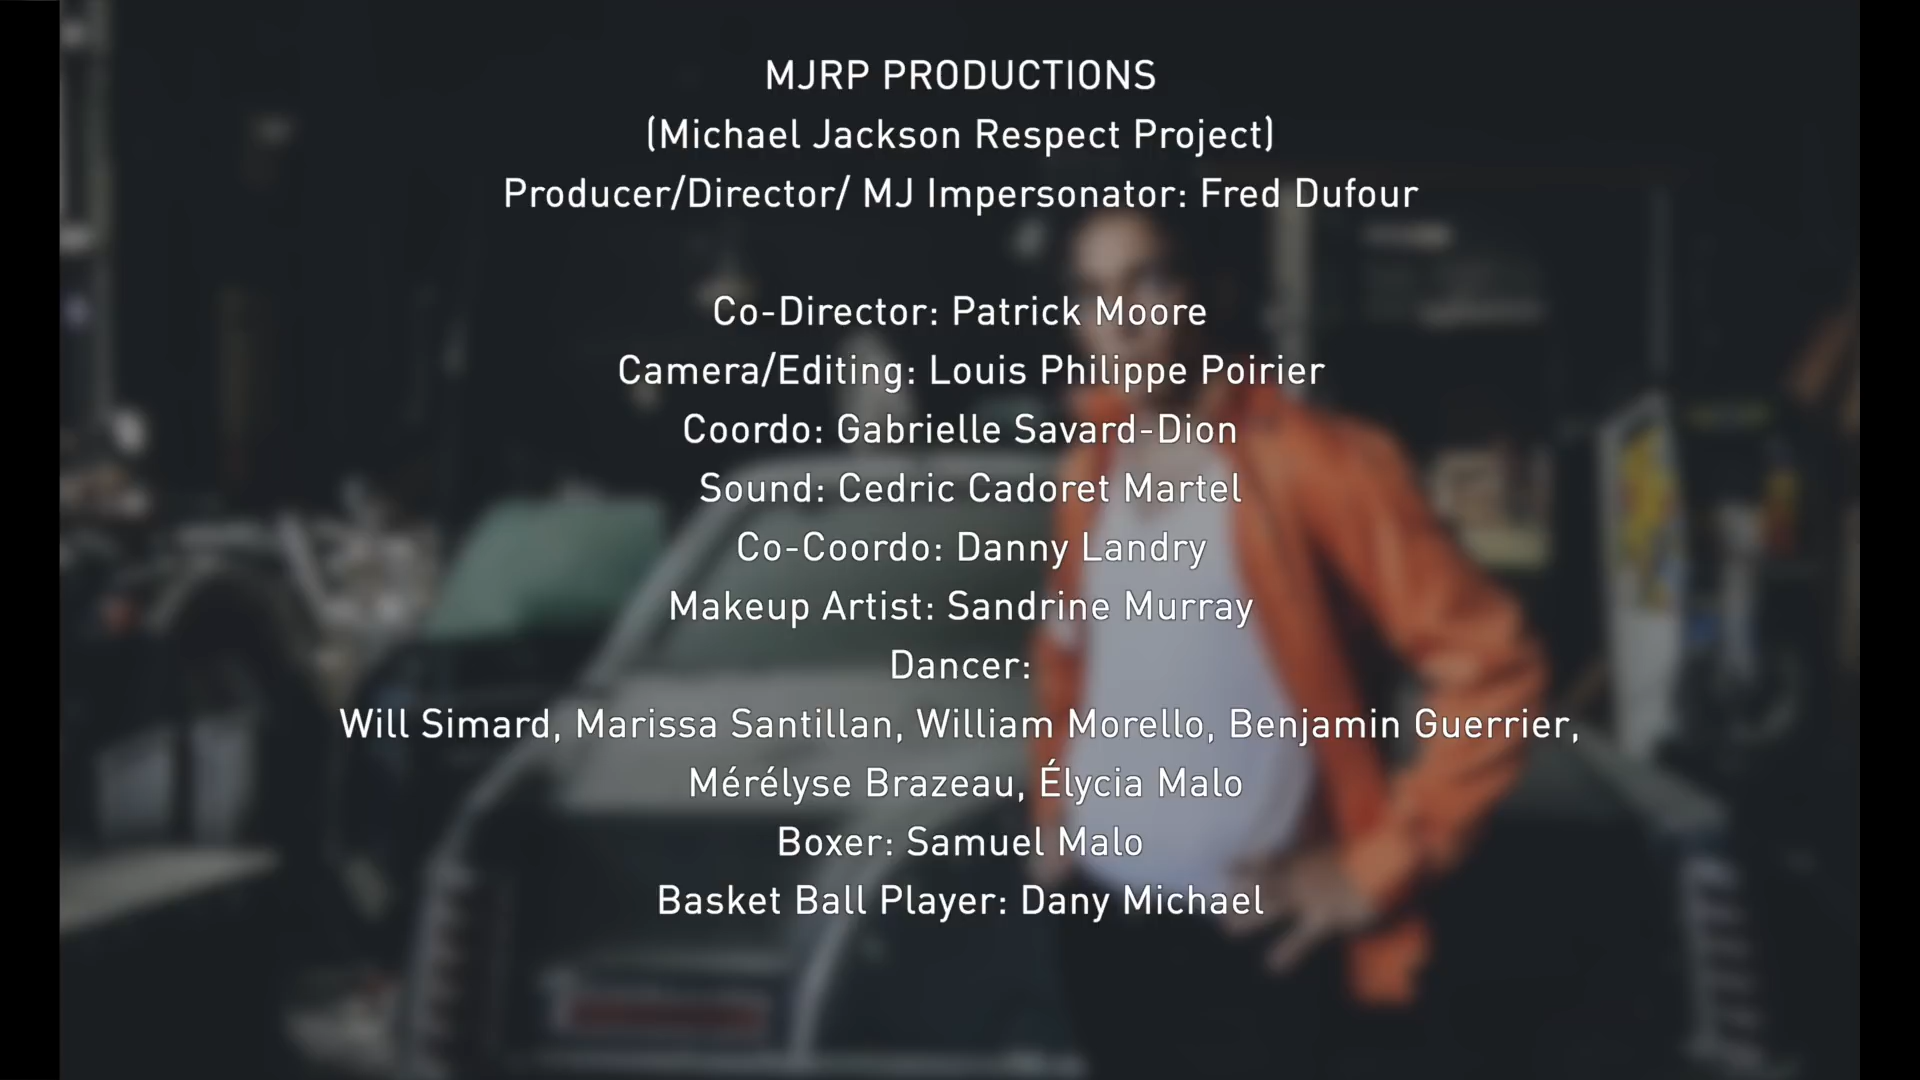 MJRP PRODUCTIONS
(Michael Jackson Respect Project)
Producer/Director/ MJ Impersonator: Fred Dufour
Co-Director: Patrick Moore
Camera/Editing: Louis Philippe Poirier
Coordo: Gabrielle Savard-Dion
Sound: Cedric Cadoret Martel
Co-Coordo: Danny Landry
Makeup Artist: Sandrine Murray
Dancer:
Will Simard, Marissa Santillan, William Morello, Benjamin Guerrier,
Mérélyse Brazeau, Élycia Malo
Boxer: Samuel Malo
Basket Ball Player: Dany Michael